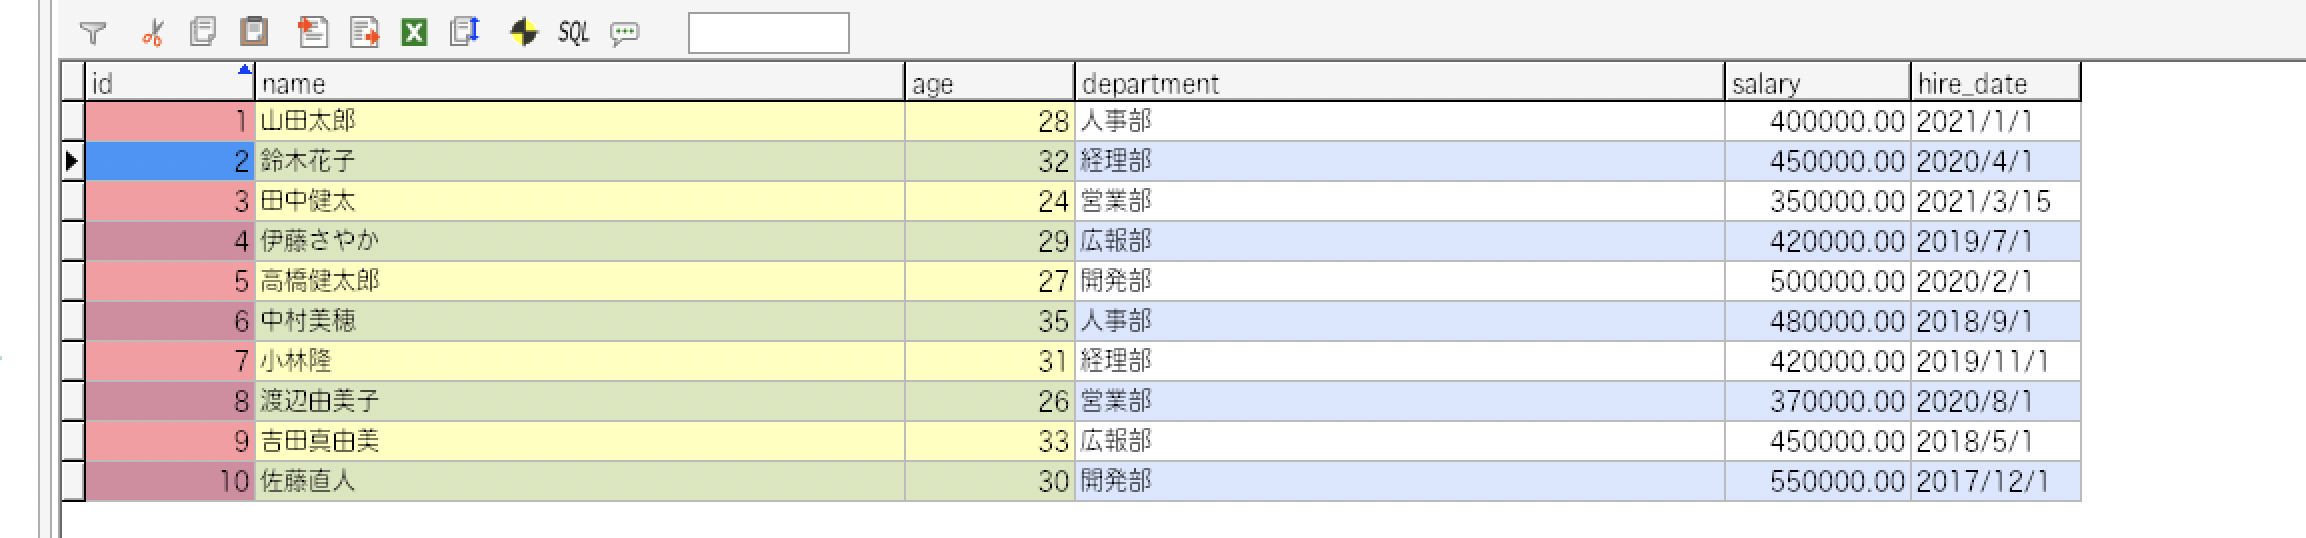 SQL
id name age department salary hire_date
1 山田太郎 28 人事部 400000.00 2021/1/1
2 鈴木花子 32 経理部 450000.00 2020/4/1
3 田中健太 24 営業部 350000.00 2021/3/15
4 伊藤さやか 29 広報部 420000.00 2019/7/1
5 高橋健太郎 27 開発部 500000.00 2020/2/1
6 中村美穂 35 人事部 480000.00 2018/9/1
7 小林隆 31 経理部 420000.00 2019/11/1
8 渡辺由美子 26 営業部 370000.00 2020/8/1
9 吉田真由美 33 広報部 450000.00 2018/5/1
10 佐藤直人 30 開発部 550000.00 2017/12/1